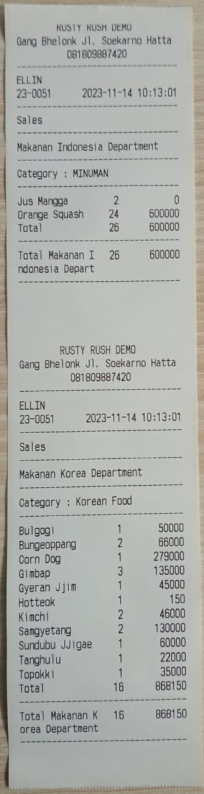 RUSTY RUSH DEMO
Gang Bhelonk Jl. Soekarno Hatta
081809887420
ELLIN
23-0051 2023-11-14 10:13:01
Sales
Makanan Indonesia Department
Category : MINUMAN
Jus Mangga 2 0
Orange Squash 24 600000
Total 26 600000
Total Makanan I 26 600000
ndonesia Depart
RUSTY RUSH DEMO
Gang Bhelonk Jl. Soekarno Hatta
081809887420
ELLIN
23-0051 2023-11-14 10:13:01
Sales
Makanan Korea Department
Category : Korean Food
Bulgogi 1 50000
Bungeoppang 2 66000
Corn Dog 1 279000
Gimbap 3 135000
Gyeran Jjim 1 45000
Hotteok 1 150
Kimchi 2 46000
Samgyetang 2 130000
Sundubu JJigae 1 60000
Tanghulu 1 22000
Topokki 1 35000
Total 16 868150
Total Makanan K 16 868150
orea Department